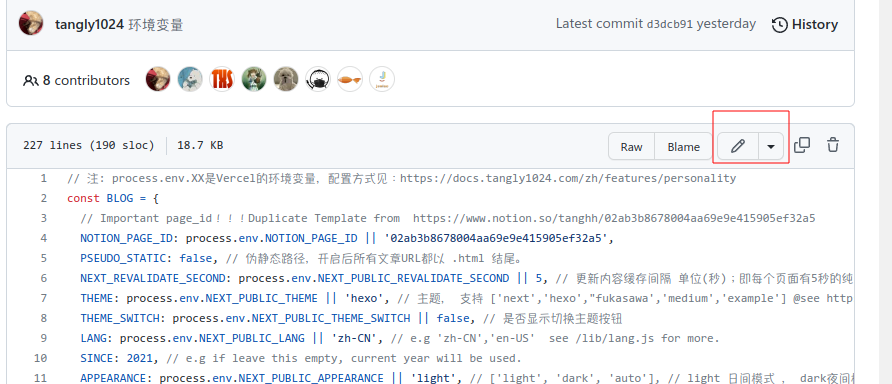 tangly1024 环境变量
Latest commit d3dcb91 yesterday
History
8 contributors
227 lines (190 sloc) 18.7 KB
Raw
Blame
1 // 注: process.env.XX是Vercel的环境变量，配置方式见：https://docs.tangly1024.com/zh/features/personality
2 const BLOG = {
3 // Important page_id！！！Duplicate Template from  https://www.notion.so/tanghh/02ab3b8678004aa69e9e415905ef32a5
4 NOTION_PAGE_ID: process.env.NOTION_PAGE_ID || '02ab3b8678004aa69e9e415905ef32a5',
5 PSEUDO_STATIC: false, // 伪静态路径，开启后所有文章URL都以 .html 结尾。
6 NEXT_REVALIDATE_SECOND: process.env.NEXT_PUBLIC_REVALIDATE_SECOND || 5, // 更新内容缓存间隔 单位(秒)；即每个页面有5秒的纯
7 THEME: process.env.NEXT_PUBLIC_THEME || 'hexo', // 主题， 支持 ['next','hexo',"fukasawa','medium','example'] @see http
8 THEME_SWITCH: process.env.NEXT_PUBLIC_THEME_SWITCH || false, // 是否显示切换主题按钮
9 LANG: process.env.NEXT_PUBLIC_LANG || 'zh-CN', // e.g 'zh-CN','en-US'  see /lib/lang.js for more.
10 SINCE: 2021, // e.g if leave this empty, current year will be used.
11 APPEARANCE: process.env.NEXT_PUBLIC_APPEARANCE || 'light', // ['light', 'dark', 'auto'], // light 日间模式 ， dark夜间